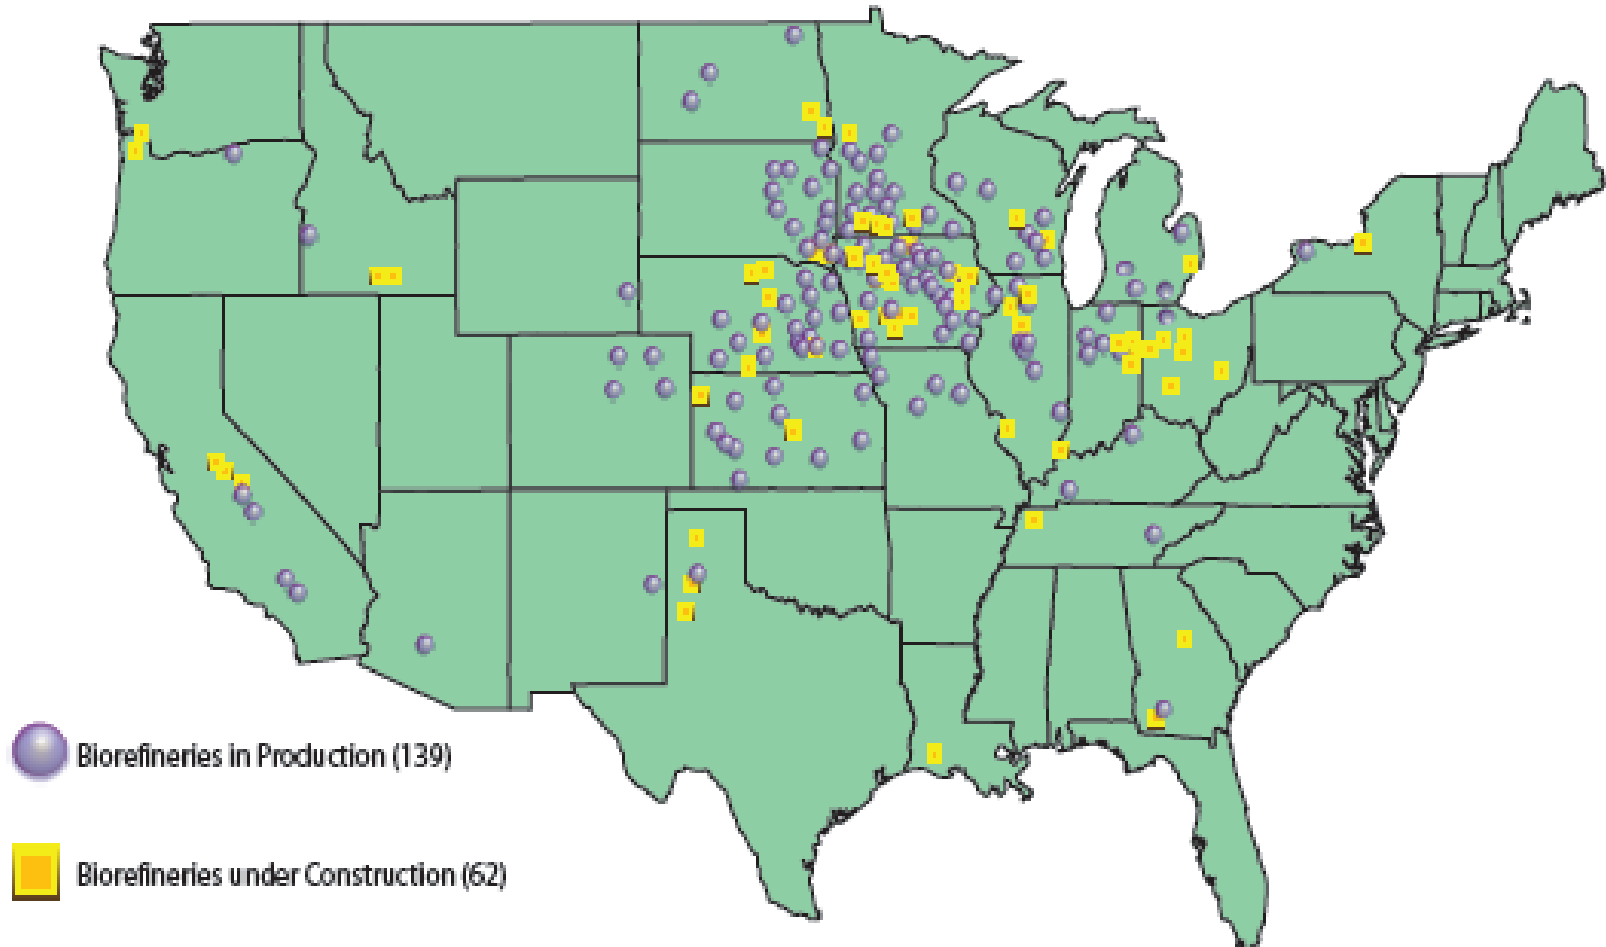 Biorefineries in Production (139)
Biorefineries under Construction (62)